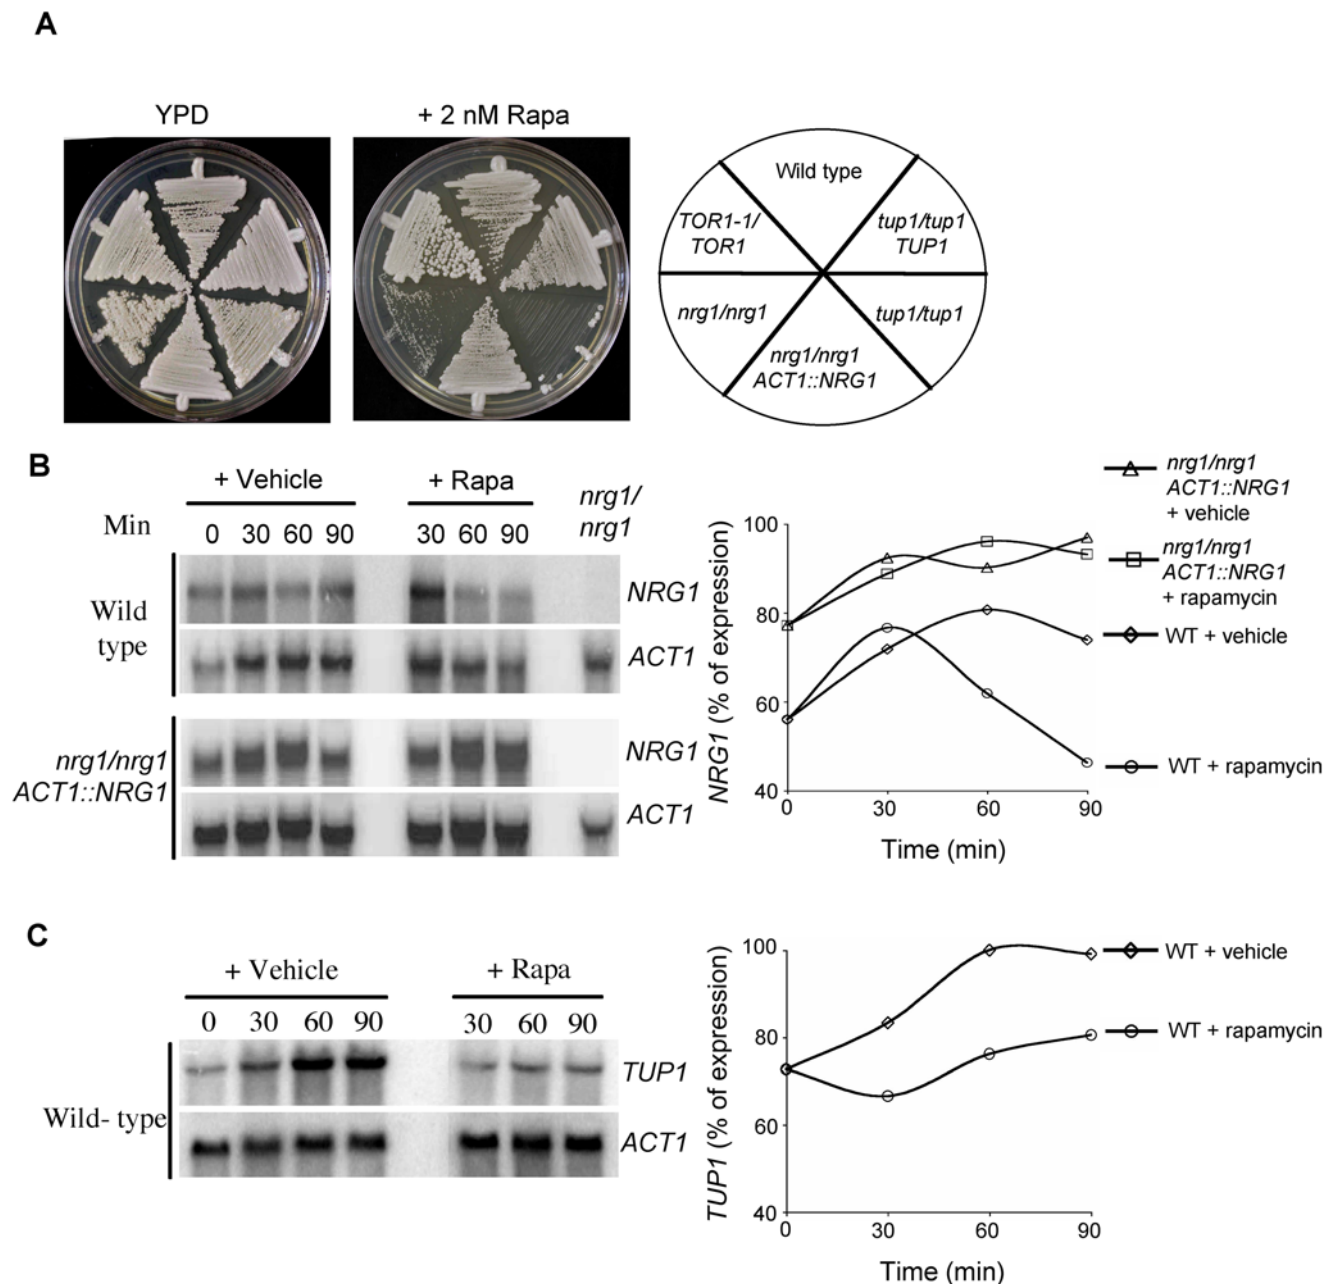 A
YPD
+ 2 nM Rapa
Wild type
TOR1-1/
TOR1
tup1/tup1
TUP1
nrg1/nrg1
tup1/tup1
nrg1/nrg1
ACT1::NRG1
B
+ Vehicle
+ Rapa
nrg1/
nrg1
Min
0 30 60 90
30 60 90
Wild
type
NRG1
ACT1
nrg1/nrg1
ACT1::NRG1
NRG1
ACT1
NRG1 (% of expression)
100
80
60
40
0 30 60 90
Time (min)
nrg1/nrg1
ACT1::NRG1
+ vehicle
nrg1/nrg1
ACT1::NRG1
+ rapamycin
WT + vehicle
WT + rapamycin
C
+ Vehicle
+ Rapa
0 30 60 90
30 60 90
Wild- type
TUP1
ACT1
TUP1 (% of expression)
100
80
60
40
0 30 60 90
Time (min)
WT + vehicle
WT + rapamycin